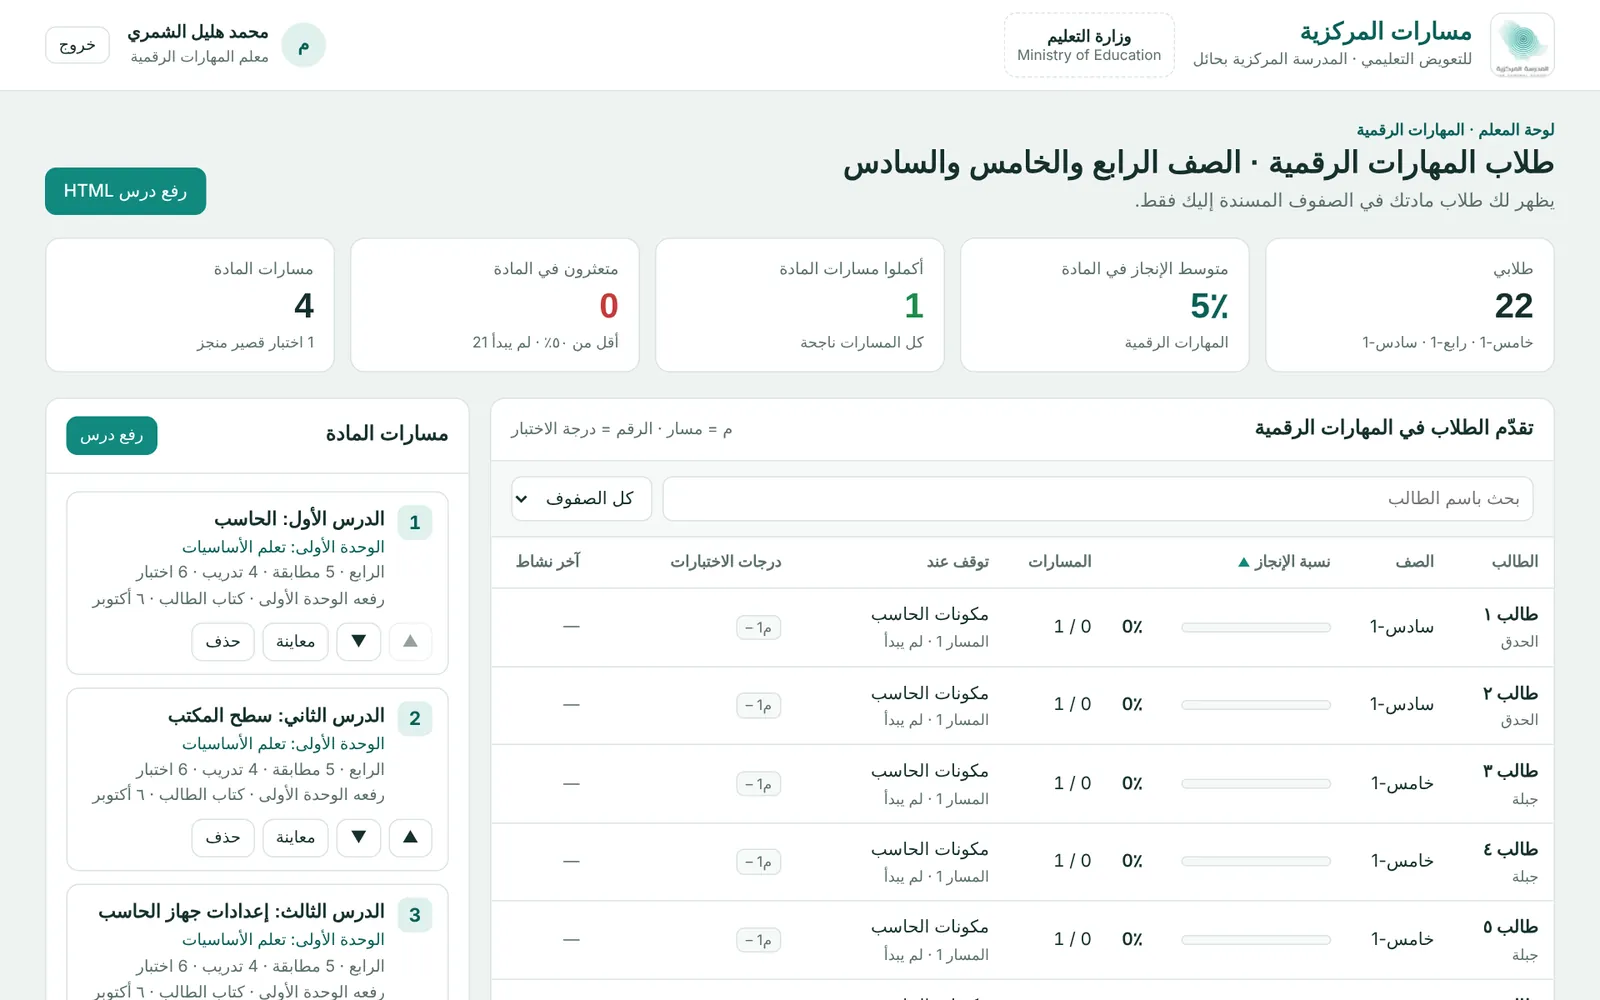 مسارات المركزية
للتعويض التعليمي · المدرسة المركزية بحائل
وزارة التعليم
Ministry of Education
م
محمد هليل الشمري
معلم المهارات الرقمية
خروج
لوحة المعلم · المهارات الرقمية
طلاب المهارات الرقمية · الصف الرابع والخامس والسادس
يظهر لك طلاب مادتك في الصفوف المسندة إليك فقط.
رفع درس HTML
طلابي
22
خامس-1 · رابع-1 · سادس-1
متوسط الإنجاز في المادة
5٪
المهارات الرقمية
أكملوا مسارات المادة
1
كل المسارات ناجحة
متعثرون في المادة
0
أقل من ٥٠٪ · لم يبدأ 21
مسارات المادة
4
1 اختبار قصير منجز
تقدّم الطلاب في المهارات الرقمية
م = مسار · الرقم = درجة الاختبار
بحث باسم الطالب
كل الصفوف
الطالب الصف نسبة الإنجاز ▲ المسارات توقف عند درجات الاختبارات آخر نشاط
طالب ١ سادس-1 0٪ 0 / 1 مكونات الحاسب م1 – —
الحدق المسار 1 · لم يبدأ
طالب ٢ سادس-1 0٪ 0 / 1 مكونات الحاسب م1 – —
الحدق المسار 1 · لم يبدأ
طالب ٣ خامس-1 0٪ 0 / 1 مكونات الحاسب م1 – —
جبلة المسار 1 · لم يبدأ
طالب ٤ خامس-1 0٪ 0 / 1 مكونات الحاسب م1 – —
جبلة المسار 1 · لم يبدأ
طالب ٥ خامس-1 0٪ 0 / 1 مكونات الحاسب م1 – —
جبلة المسار 1 · لم يبدأ
مسارات المادة
رفع درس
1
الدرس الأول: الحاسب
الوحدة الأولى: تعلم الأساسيات
الرابع · 5 مطابقة · 4 تدريب · 6 اختبار
رفعه الوحدة الأولى · كتاب الطالب · ٦ أكتوبر
▲ ▼ معاينة حذف
2
الدرس الثاني: سطح المكتب
الوحدة الأولى: تعلم الأساسيات
الرابع · 5 مطابقة · 4 تدريب · 6 اختبار
رفعه الوحدة الأولى · كتاب الطالب · ٦ أكتوبر
▲ ▼ معاينة حذف
3
الدرس الثالث: إعدادات جهاز الحاسب
الوحدة الأولى: تعلم الأساسيات
الرابع · 5 مطابقة · 4 تدريب · 6 اختبار
رفعه الوحدة الأولى · كتاب الطالب · ٦ أكتوبر